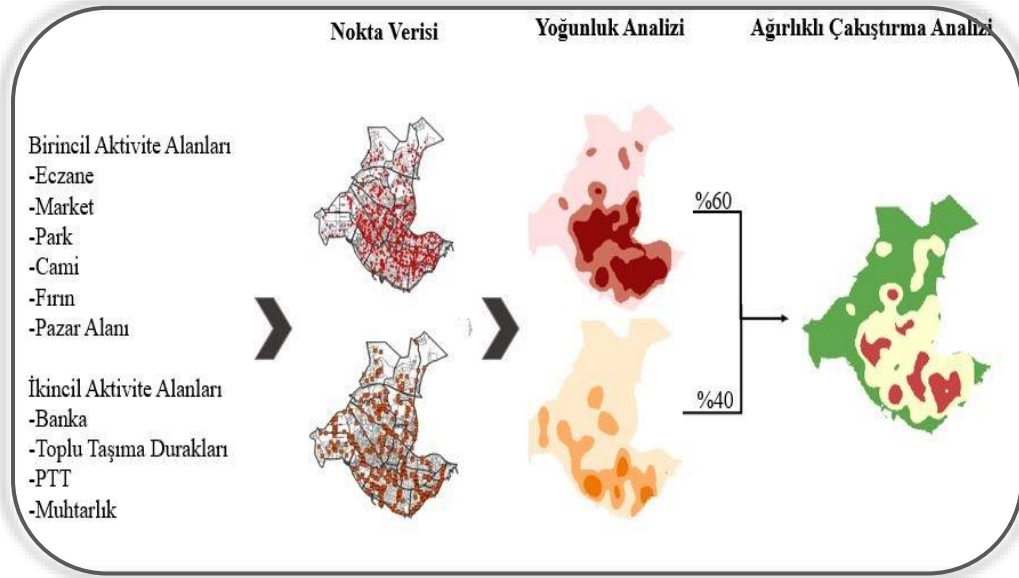 Nokta Verisi
Yoğunluk Analizi
Ağırlıklı Çakıştırma Analizi
Birincil Aktivite Alanları
-Eczane
-Market
-Park
-Cami
-Fırın
-Pazar Alanı
%60
İkincil Aktivite Alanları
-Banka
-Toplu Taşıma Durakları
-PTT
-Muhtarlık
%40